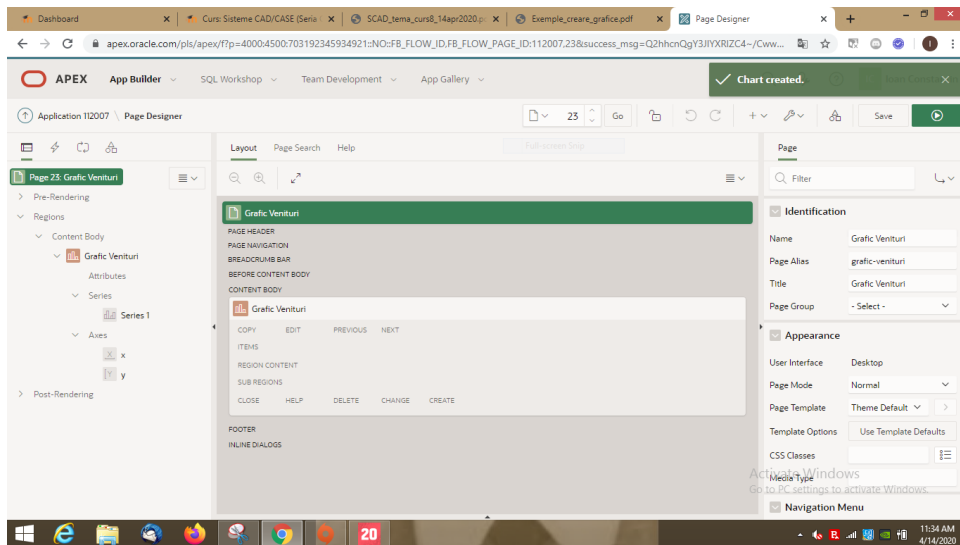 Dashboard
Curs: Sisteme CAD/CASE (Seria
SCAD_tema_curs8_14apr2020.p
Exemple_creare_grafice.pdf
Page Designer
apex.oracle.com/pls/apex/f?p=4000:4500:703192345934921::NO::FB_FLOW_ID,FB_FLOW_PAGE_ID:112007,23&success_msg=Q2hhcnQgY3JlYXRlZC4~/Cww...
APEX App Builder SQL Workshop Team Development App Gallery
Chart created.
Application 112007 \ Page Designer
23 Go Save
Layout Page Search Help
Page
Page 23: Grafic Venituri
Pre-Rendering
Regions
Content Body
Grafic Venituri
Attributes
Series
Series 1
Axes
x
y
Post-Rendering
Grafic Venituri
PAGE HEADER
PAGE NAVIGATION
BREADCRUMB BAR
BEFORE CONTENT BODY
CONTENT BODY
Grafic Venituri
COPY EDIT PREVIOUS NEXT
ITEMS
REGION CONTENT
SUB REGIONS
CLOSE HELP DELETE CHANGE CREATE
FOOTER
INLINE DIALOGS
Filter
Identification
Name Grafic Venituri
Page Alias grafic-venituri
Title Grafic Venituri
Page Group - Select -
Appearance
User Interface Desktop
Page Mode Normal
Page Template Theme Default
Template Options Use Template Defaults
CSS Classes
Media Type
Navigation Menu
Activate Windows
Go to PC settings to activate Windows.
20
11:34 AM
4/14/2020